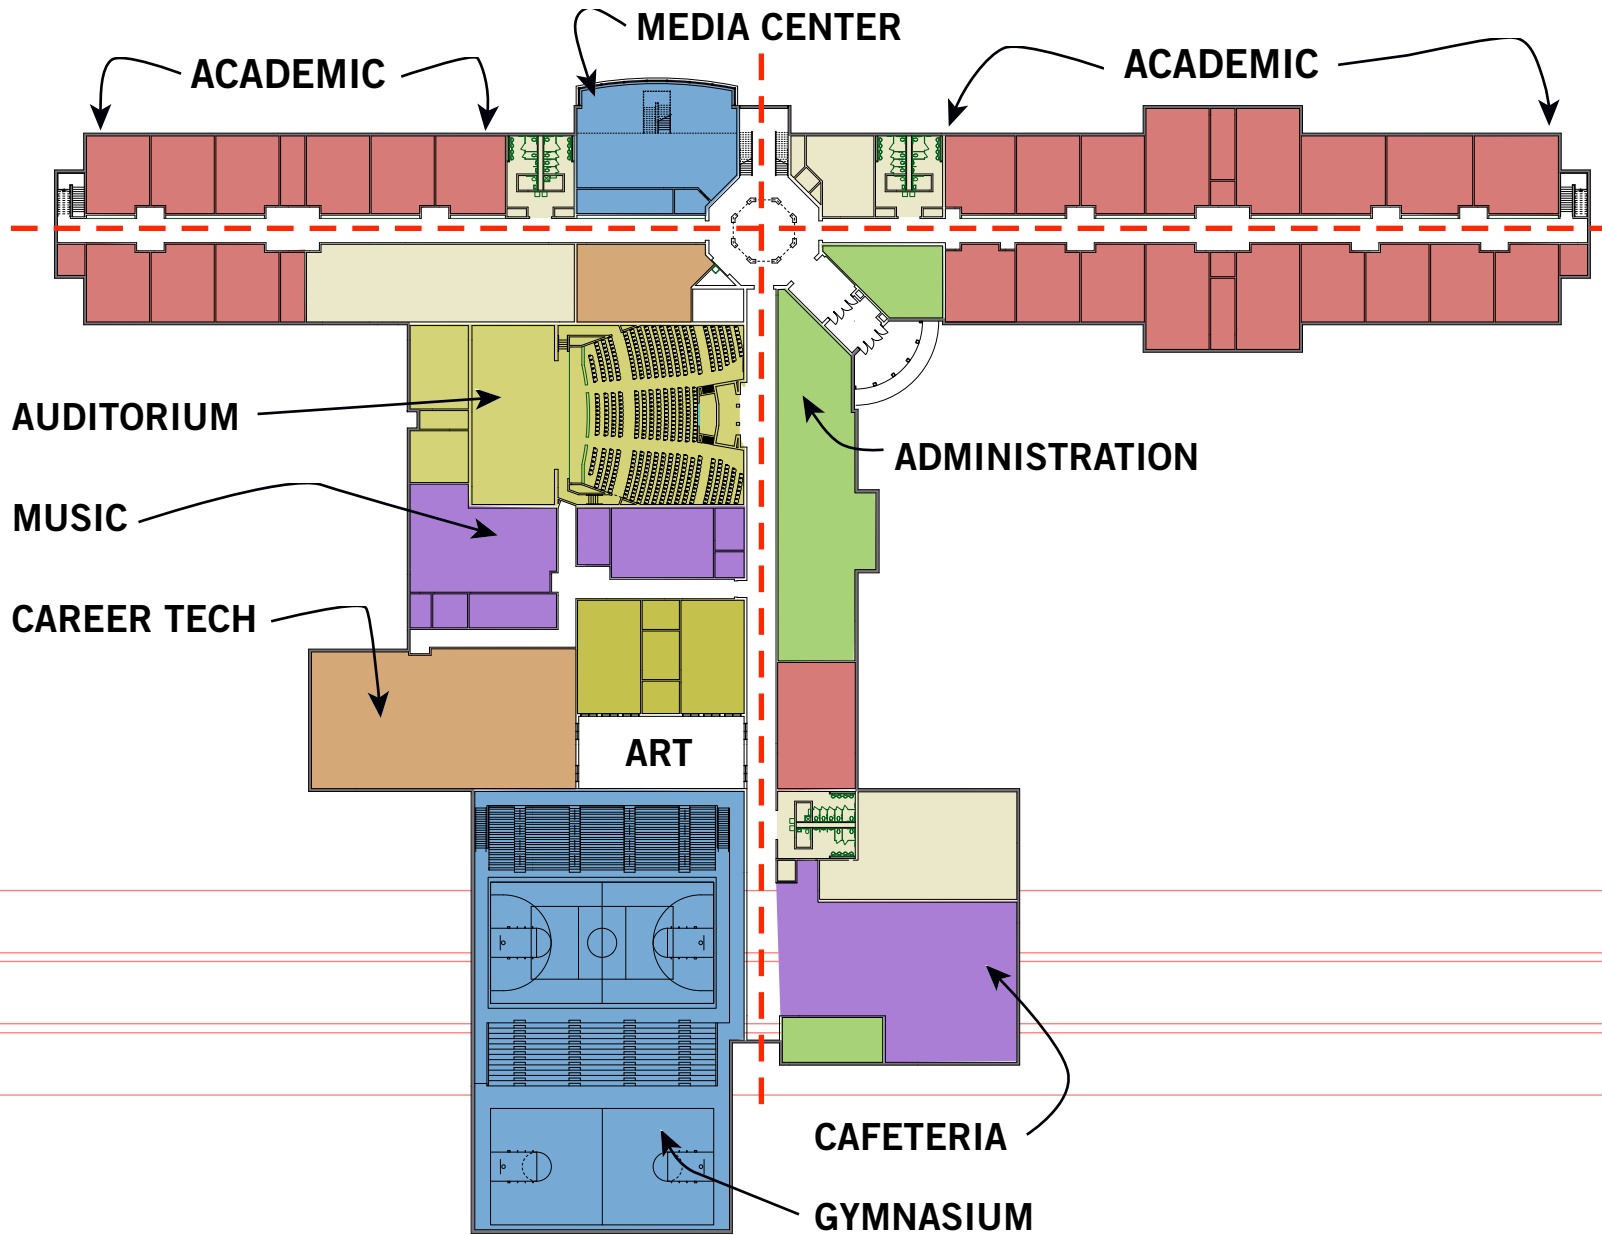 MEDIA CENTER
ACADEMIC
ACADEMIC
AUDITORIUM
ADMINISTRATION
MUSIC
CAREER TECH
ART
CAFETERIA
GYMNASIUM